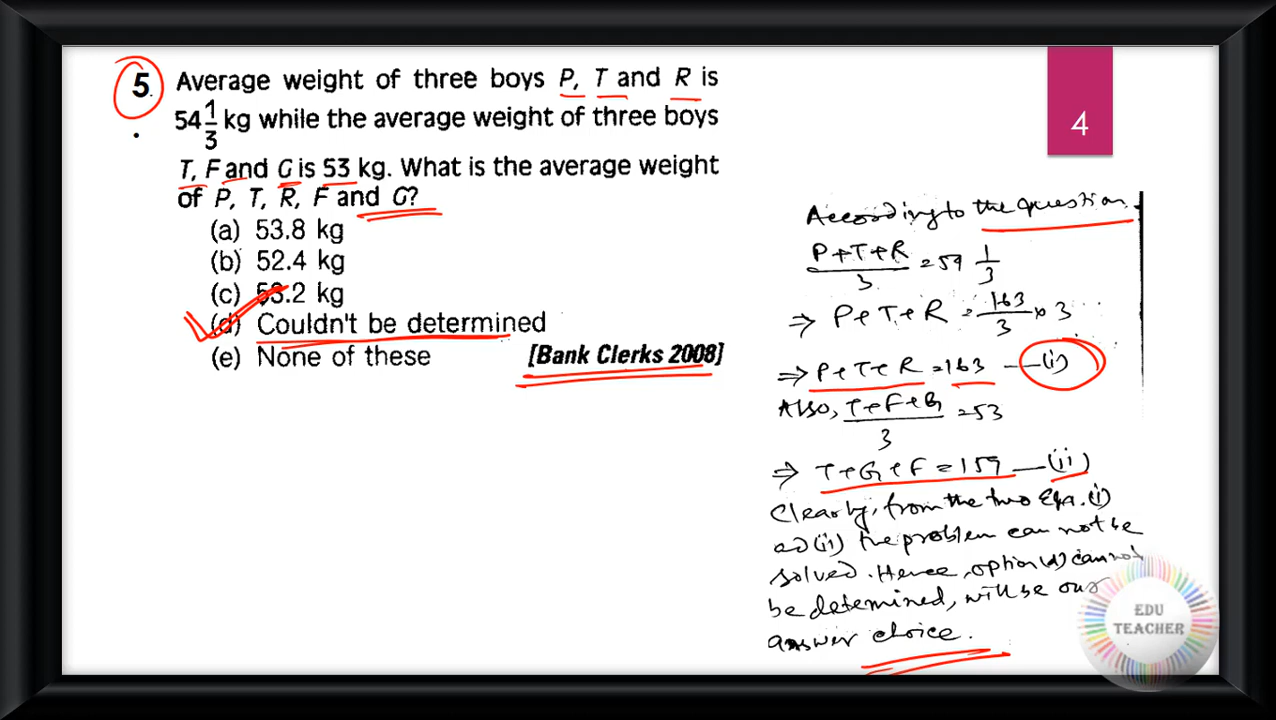 5. Average weight of three boys P, T and R is
54 1/3 kg while the average weight of three boys
T, F and G is 53 kg. What is the average weight
of P, T, R, F and G?
(a) 53.8 kg
(b) 52.4 kg
(c) 53.2 kg
(d) Couldn't be determined
(e) None of these [Bank Clerks 2008]
4
According to the question
P+T+R/3 = 54 1/3
⇒ P+T+R = 163/3 × 3
⇒ P+T+R = 163 — (i)
Also, T+F+G/3 = 53
⇒ T+G+F = 159 — (ii)
Clearly, from the two Eqn. (i)
ad (ii) the problem can not be
solved. Hence, option (d) cannot
be determined, will be our
answer choice.
EDU
TEACHER